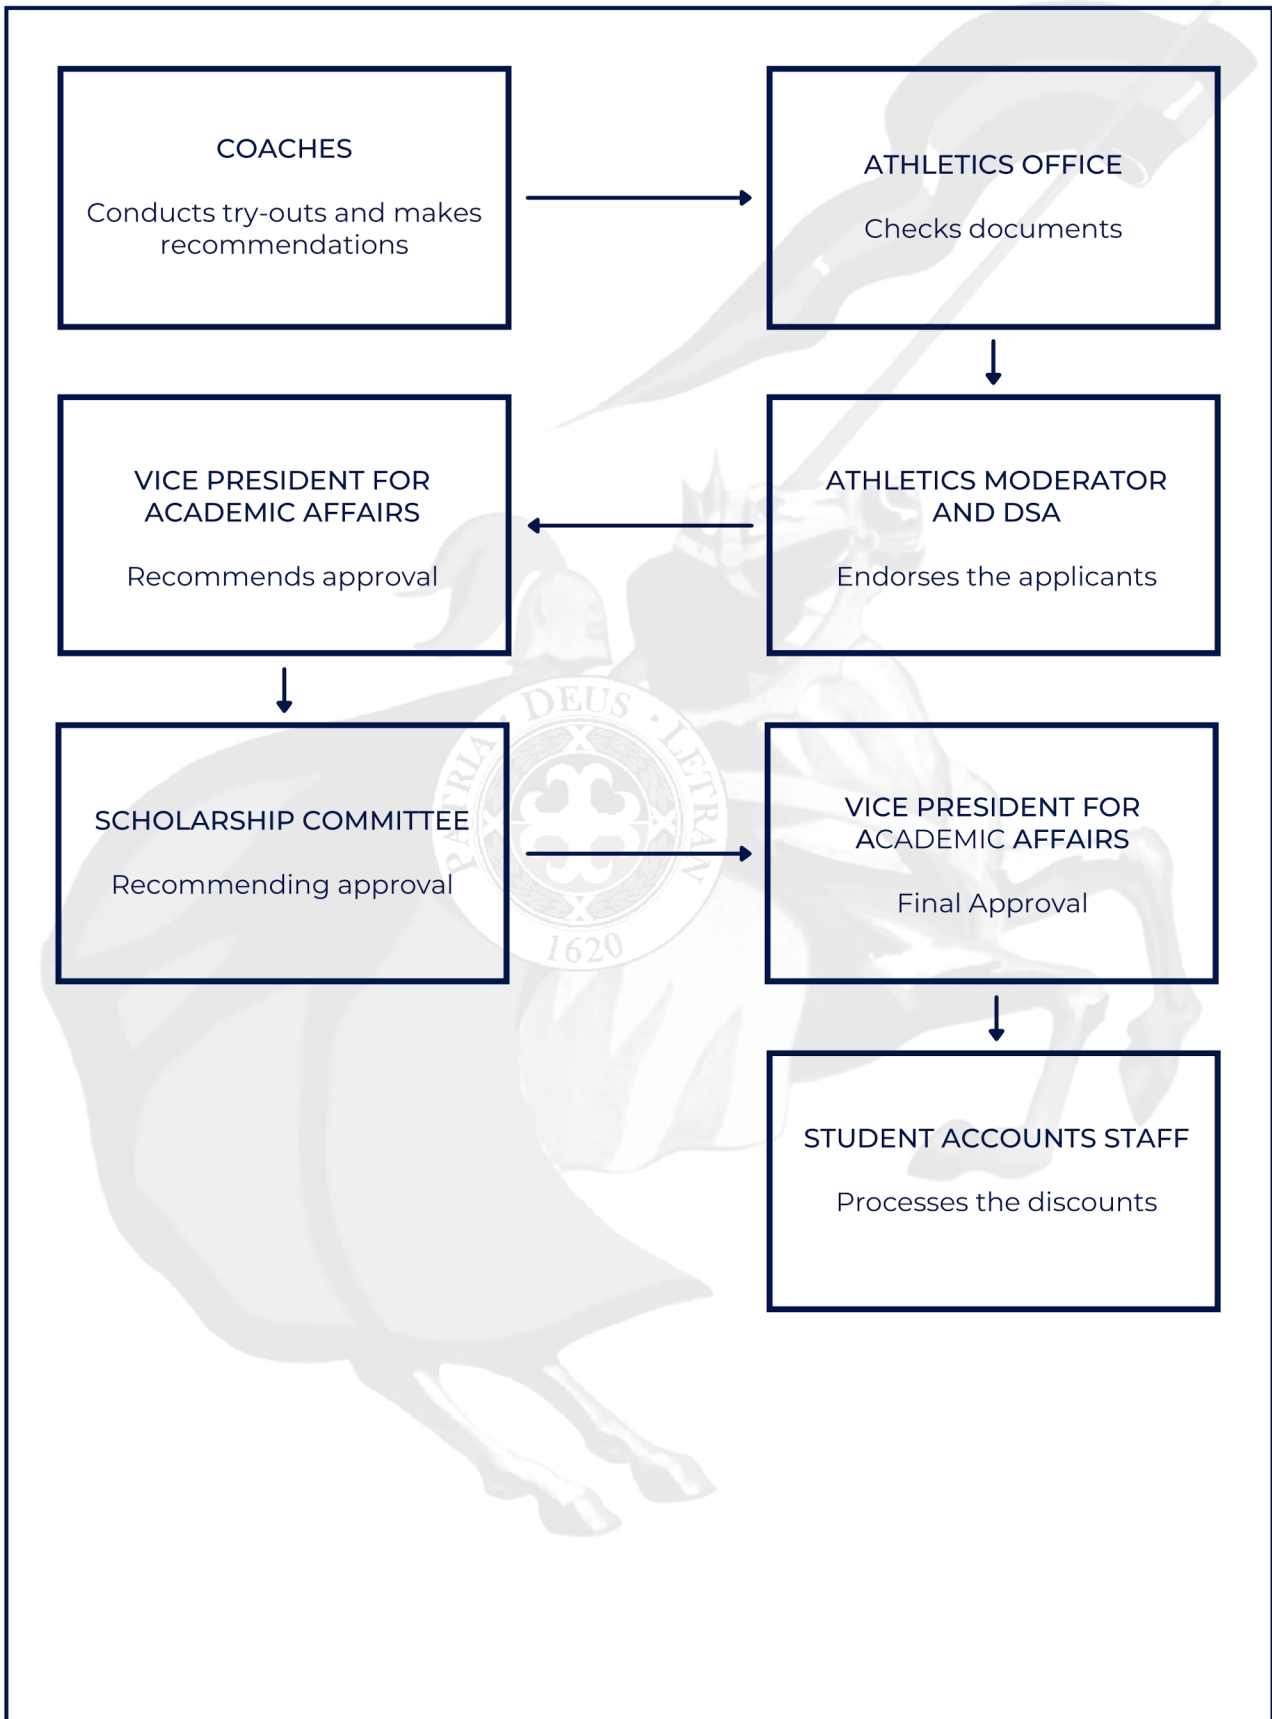 COACHES
Conducts try-outs and makes
recommendations
ATHLETICS OFFICE
Checks documents
ATHLETICS MODERATOR
AND DSA
Endorses the applicants
VICE PRESIDENT FOR
ACADEMIC AFFAIRS
Recommends approval
SCHOLARSHIP COMMITTEE
Recommending approval
VICE PRESIDENT FOR
ACADEMIC AFFAIRS
Final Approval
STUDENT ACCOUNTS STAFF
Processes the discounts
PATRIA · DEUS · LETRAN
1620